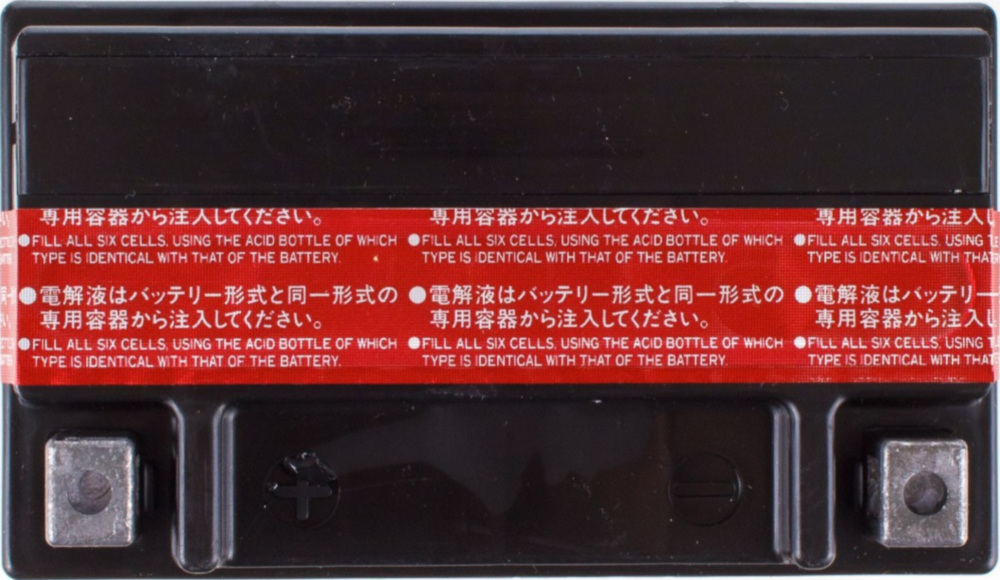 専用容器から注入してください。 専用容器から注入してください。 専用容器から注入し
●FILL ALL SIX CELLS, USING THE ACID BOTTLE OF WHICH ●FILL ALL SIX CELLS, USING THE ACID BOTTLE OF WHICH ●FILL ALL SIX CELLS, USING
TYPE IS IDENTICAL WITH THAT OF THE BATTERY. TYPE IS IDENTICAL WITH THAT OF THE BATTERY. TYPE IS IDENTICAL WITH THAT
●電解液はバッテリー形式と同一形式の ●電解液はバッテリー形式と同一形式の ●電解液はバッテリー
専用容器から注入してください。 専用容器から注入してください。 専用容器から注入し
●FILL ALL SIX CELLS, USING THE ACID BOTTLE OF WHICH ●FILL ALL SIX CELLS, USING THE ACID BOTTLE OF WHICH ●FILL ALL SIX CELLS, USING
TYPE IS IDENTICAL WITH THAT OF THE BATTERY. TYPE IS IDENTICAL WITH THAT OF THE BATTERY. TYPE IS IDENTICAL WITH THAT
+ −